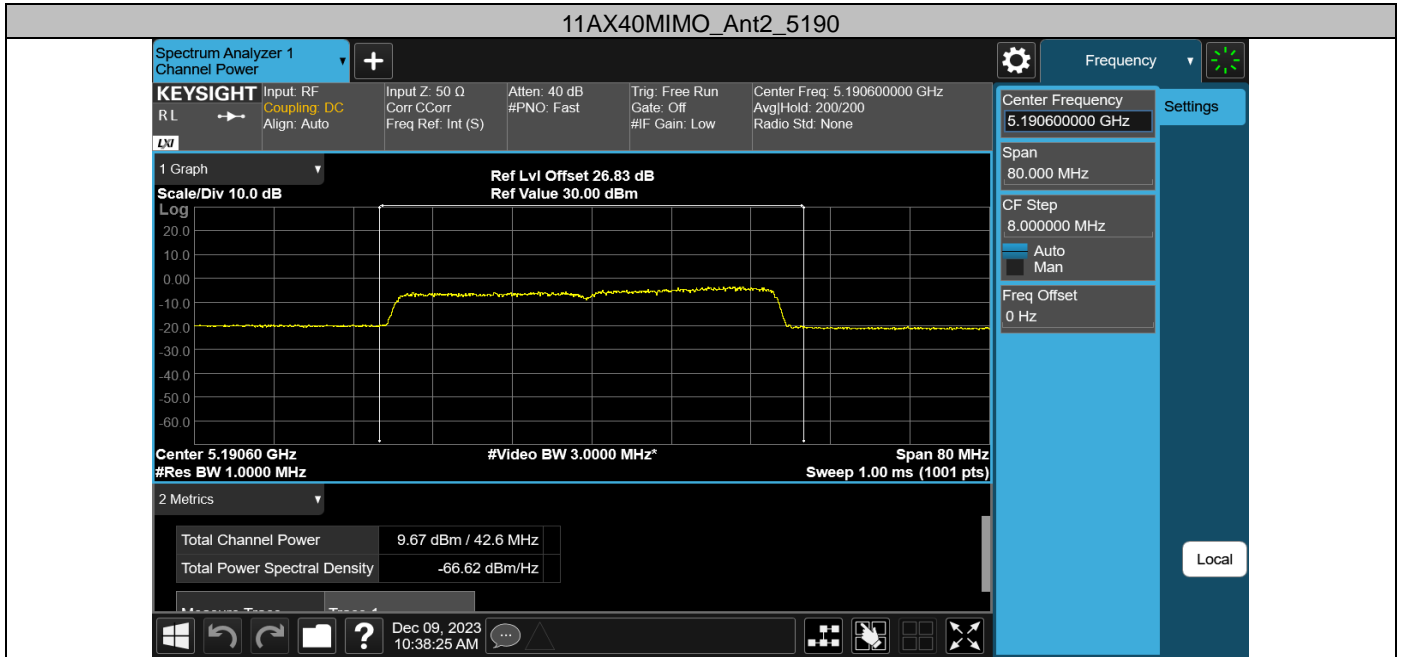 11AX40MIMO_Ant2_5190
Spectrum Analyzer 1
Channel Power
Frequency
KEYSIGHT
RL
LXI
Input: RF
Coupling: DC
Align: Auto
Input Z: 50 Ω
Corr CCorr
Freq Ref: Int (S)
Atten: 40 dB
#PNO: Fast
Trig: Free Run
Gate: Off
#IF Gain: Low
Center Freq: 5.190600000 GHz
Avg|Hold: 200/200
Radio Std: None
Center Frequency
5.190600000 GHz
Settings
Span
80.000 MHz
CF Step
8.000000 MHz
Auto
Man
Freq Offset
0 Hz
1 Graph
Scale/Div 10.0 dB
Ref Lvl Offset 26.83 dB
Ref Value 30.00 dBm
Log
20.0
10.0
0.00
-10.0
-20.0
-30.0
-40.0
-50.0
-60.0
Center 5.19060 GHz
#Video BW 3.0000 MHz*
Span 80 MHz
#Res BW 1.0000 MHz
Sweep 1.00 ms (1001 pts)
2 Metrics
Total Channel Power 9.67 dBm / 42.6 MHz
Total Power Spectral Density -66.62 dBm/Hz
Local
?
Dec 09, 2023
10:38:25 AM